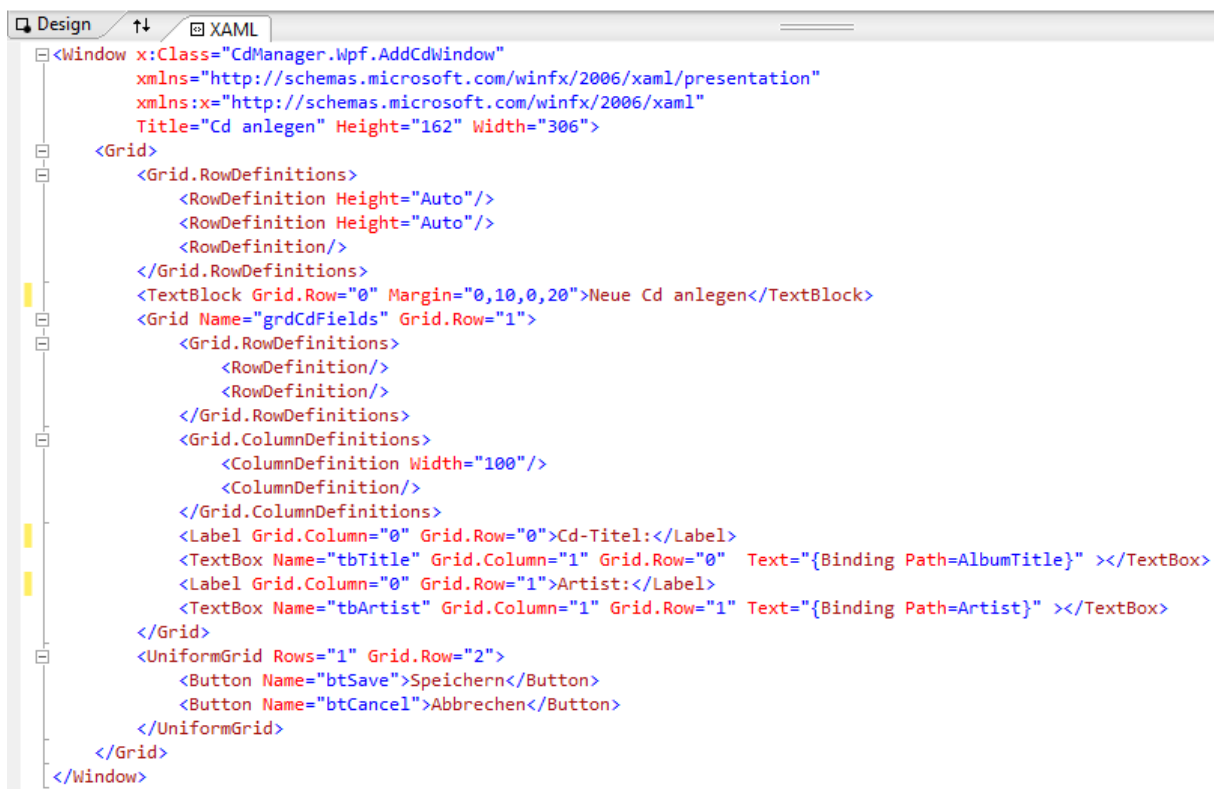 Design XAML
<Window x:Class="CdManager.Wpf.AddCdWindow"
        xmlns="http://schemas.microsoft.com/winfx/2006/xaml/presentation"
        xmlns:x="http://schemas.microsoft.com/winfx/2006/xaml"
        Title="Cd anlegen" Height="162" Width="306">
    <Grid>
        <Grid.RowDefinitions>
            <RowDefinition Height="Auto"/>
            <RowDefinition Height="Auto"/>
            <RowDefinition/>
        </Grid.RowDefinitions>
        <TextBlock Grid.Row="0" Margin="0,10,0,20">Neue Cd anlegen</TextBlock>
        <Grid Name="grdCdFields" Grid.Row="1">
            <Grid.RowDefinitions>
                <RowDefinition/>
                <RowDefinition/>
            </Grid.RowDefinitions>
            <Grid.ColumnDefinitions>
                <ColumnDefinition Width="100"/>
                <ColumnDefinition/>
            </Grid.ColumnDefinitions>
            <Label Grid.Column="0" Grid.Row="0">Cd-Titel:</Label>
            <TextBox Name="tbTitle" Grid.Column="1" Grid.Row="0"  Text="{Binding Path=AlbumTitle}" ></TextBox>
            <Label Grid.Column="0" Grid.Row="1">Artist:</Label>
            <TextBox Name="tbArtist" Grid.Column="1" Grid.Row="1" Text="{Binding Path=Artist}" ></TextBox>
        </Grid>
        <UniformGrid Rows="1" Grid.Row="2">
            <Button Name="btSave">Speichern</Button>
            <Button Name="btCancel">Abbrechen</Button>
        </UniformGrid>
    </Grid>
</Window>